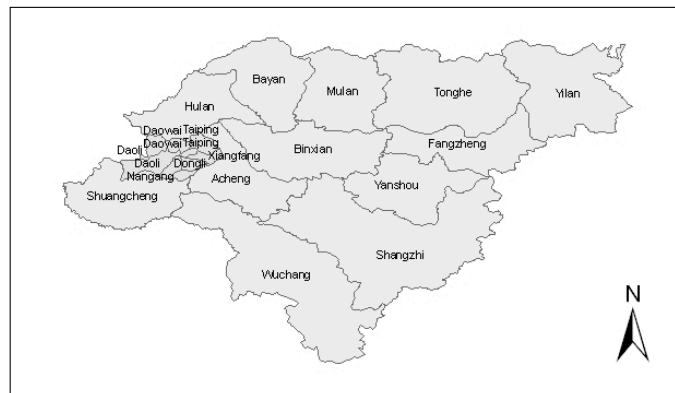 Bayan
Mulan
Tonghe
Yilan
Hulan
Daowai Taiping
Daowai Taiping
Daoli
Xiangfang
Binxian
Fangzheng
Daoli
Dongli
Nangang
Acheng
Yanshou
Shuangcheng
Shangzhi
Wuchang
N